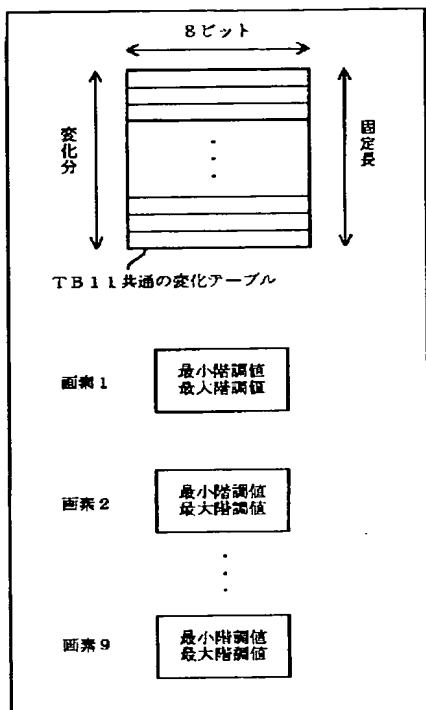 8ビット
変化分
固定長
TB11共通の変化テーブル
画素1
最小階調値
最大階調値
画素2
最小階調値
最大階調値
画素9
最小階調値
最大階調値